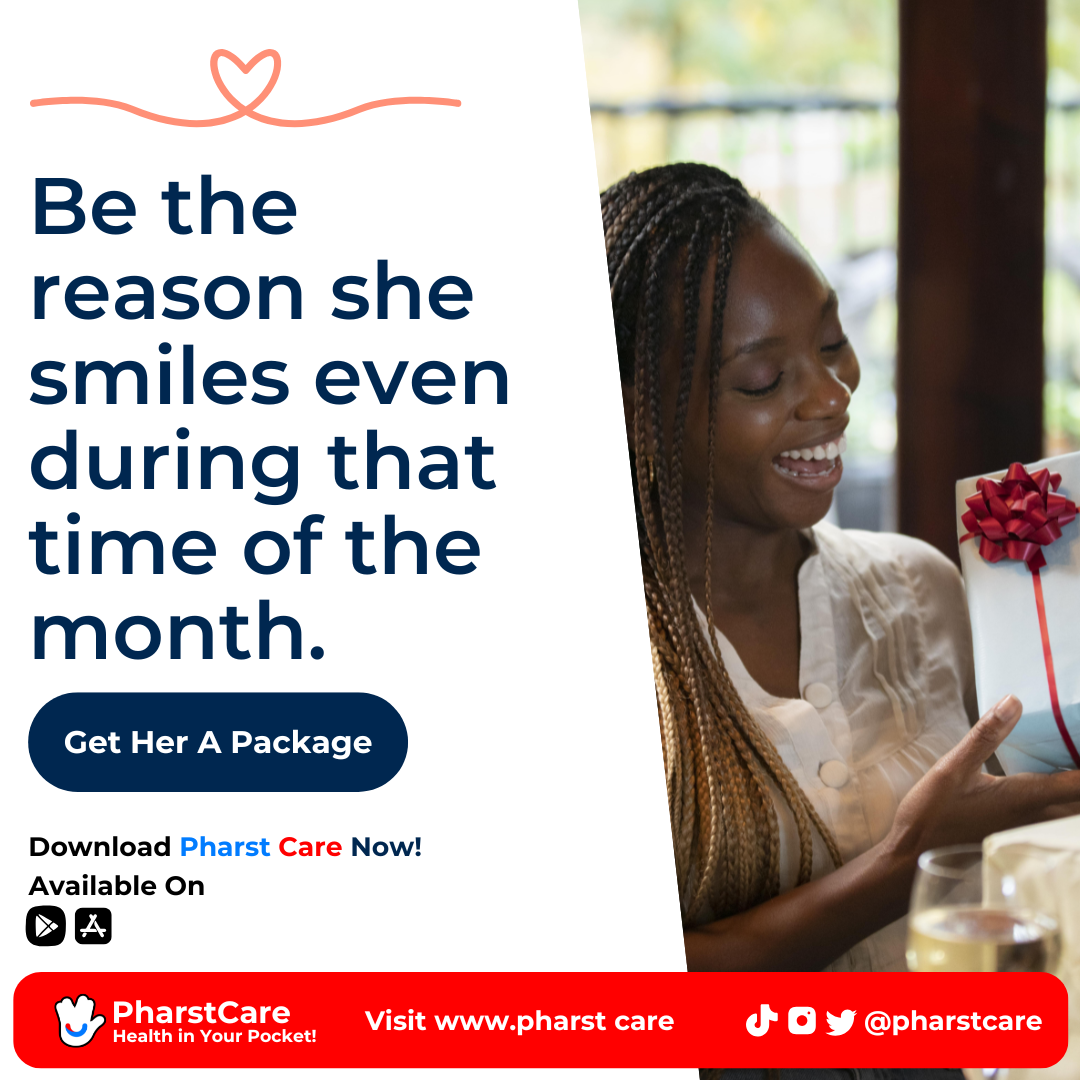 Be the
reason she
smiles even
during that
time of the
month.
Get Her A Package
Download Pharst Care Now!
Available On
PharstCare
Health in Your Pocket!
Visit www.pharst care
@pharstcare